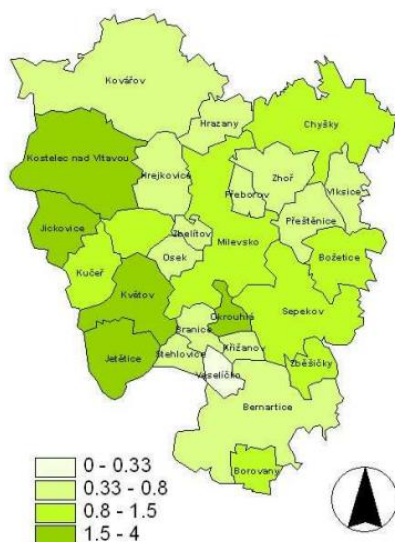 Kovářov
Hrazany
Chyšky
Kostelec nad Vltavou
Hrejkovice
Přeborov
Zhoř
Vlksice
Přeštěnice
Jickovice
Zbelítov
Milevsko
Osek
Božetice
Kučeř
Květov
Okrouhlá
Sepekov
Branice
Jetětice
Stehlovice
Křižanov
Veselíčko
Zběšičky
Bernartice
Borovany
0 - 0.33
0.33 - 0.8
0.8 - 1.5
1.5 - 4